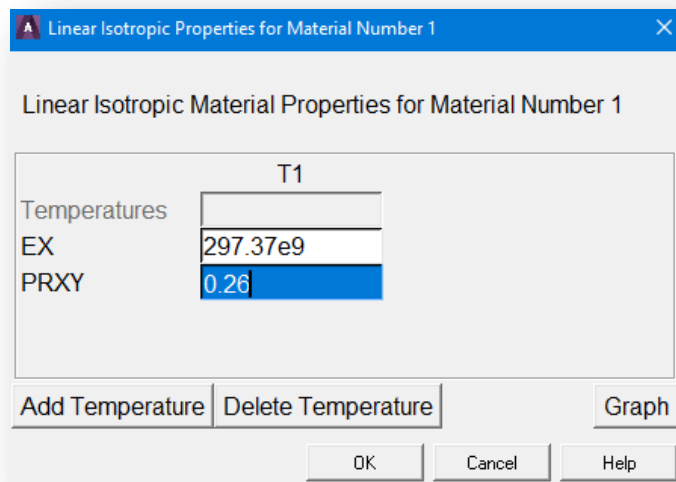 Linear Isotropic Properties for Material Number 1
Linear Isotropic Material Properties for Material Number 1
T1
Temperatures
EX 297.37e9
PRXY 0.26
Add Temperature Delete Temperature Graph
OK Cancel Help